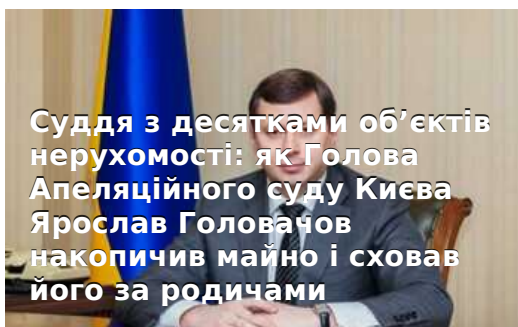 Суддя з десятками об’єктів
нерухомості: як Голова
Апеляційного суду Києва
Ярослав Головачов
накопичив майно і сховав
його за родичами